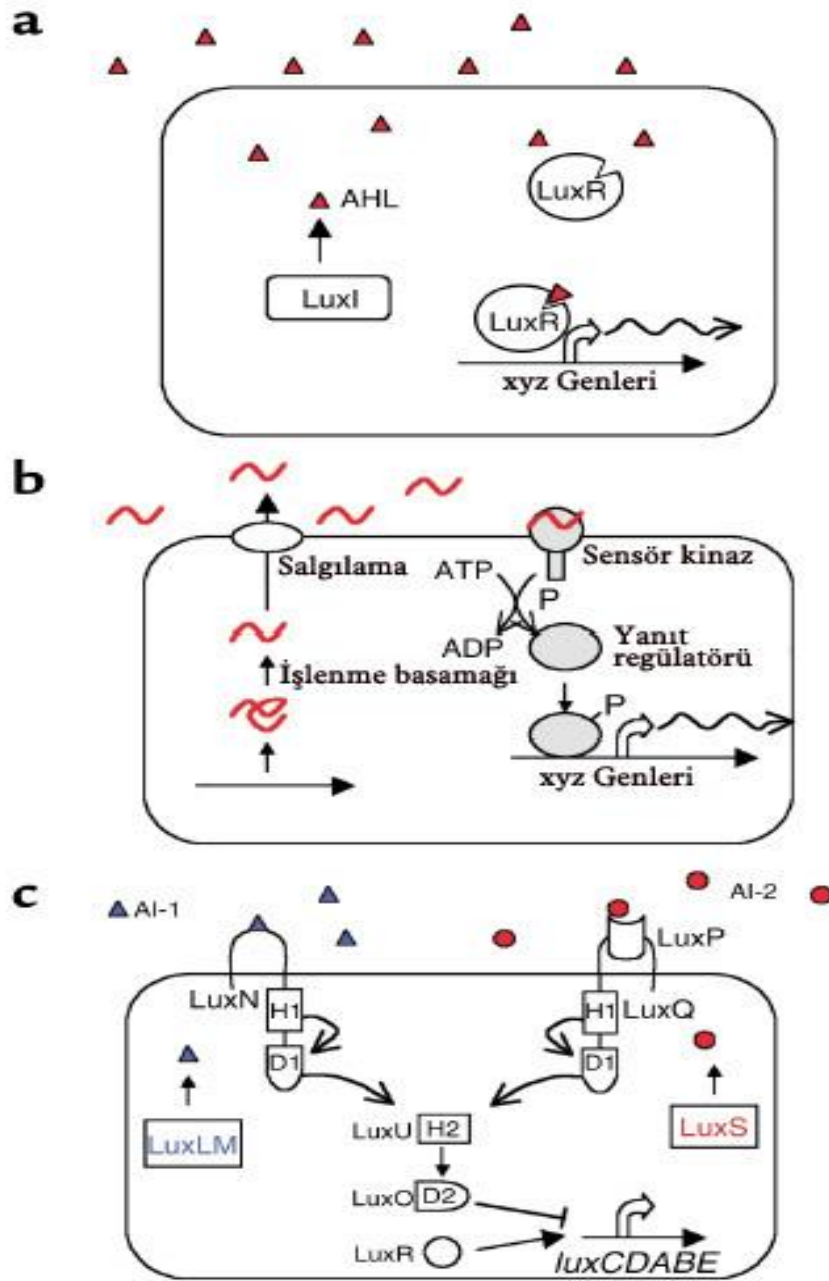 a
AHL
LuxR
LuxI
LuxR
xyz Genleri
b
Salgılama
Sensör kinaz
ATP
P
ADP
Yanıt
regülatörü
İşlenme basamağı
P
xyz Genleri
c
AI-1
AI-2
LuxP
LuxN
H1
H1
LuxQ
D1
D1
LuxLM
LuxS
LuxU H2
LuxO D2
LuxR
luxCDABE